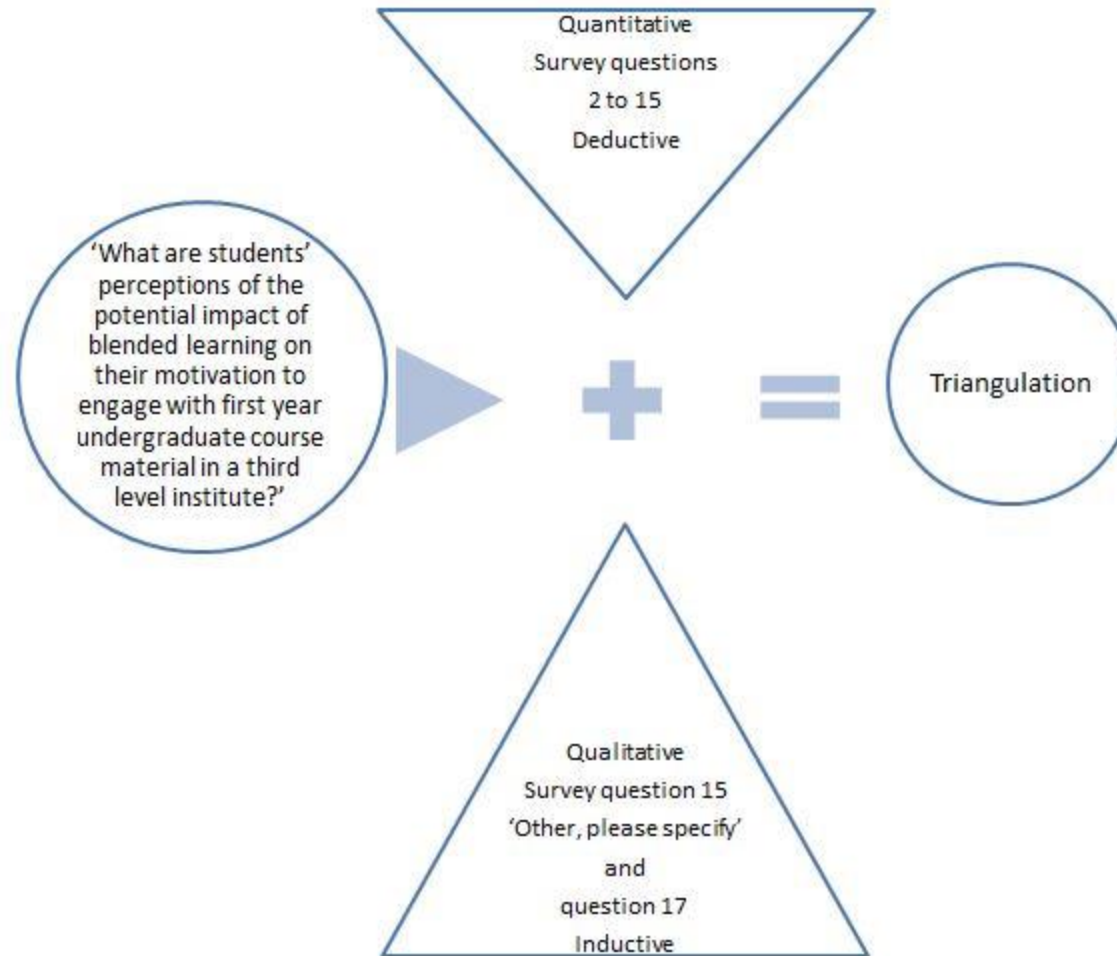 Quantitative
Survey questions
2 to 15
Deductive
‘What are students’
perceptions of the
potential impact of
blended learning on
their motivation to
engage with first year
undergraduate course
material in a third
level institute?’
Triangulation
Qualitative
Survey question 15
‘Other, please specify’
and
question 17
Inductive